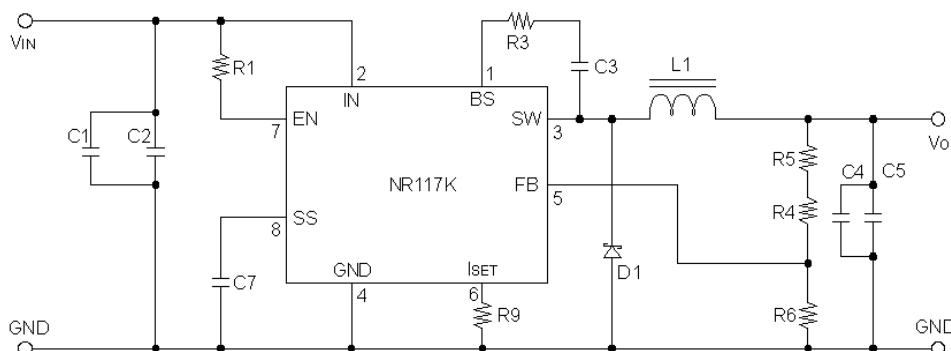 VIN
R1
R3
C3
L1
2
IN
1
BS
C1
C2
7
EN
SW
3
Vo
NR117K
FB
5
R5
R4
C4
C5
8
SS
C7
GND
4
ISET
6
R9
D1
R6
GND
GND